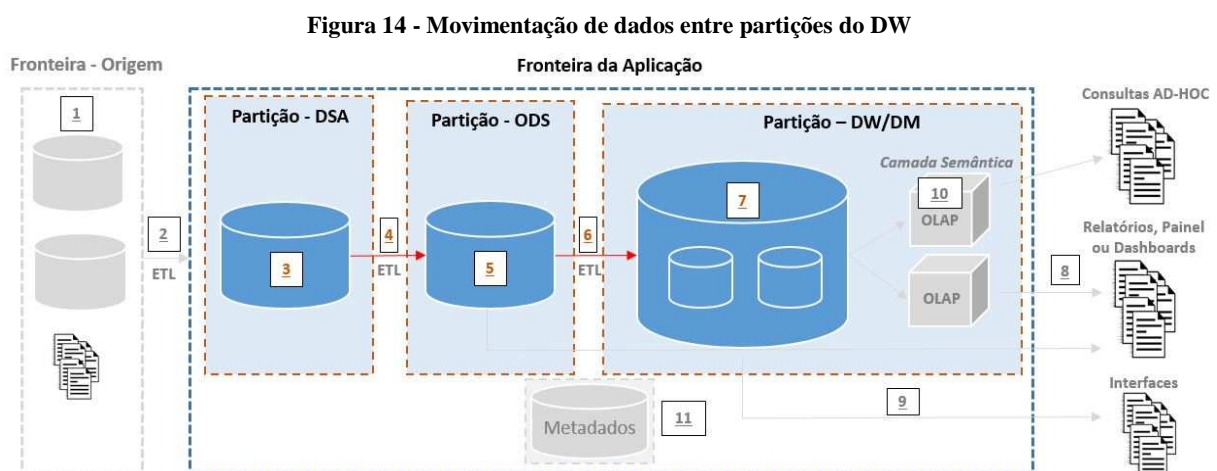 Figura 14 - Movimentação de dados entre partições do DW
Fronteira - Origem
Fronteira da Aplicação
1
2
ETL
Partição - DSA
3
4
ETL
Partição - ODS
5
6
ETL
Partição – DW/DM
7
Camada Semântica
10
OLAP
OLAP
Consultas AD-HOC
Relatórios, Painel
ou Dashboards
8
Interfaces
9
Metadados
11